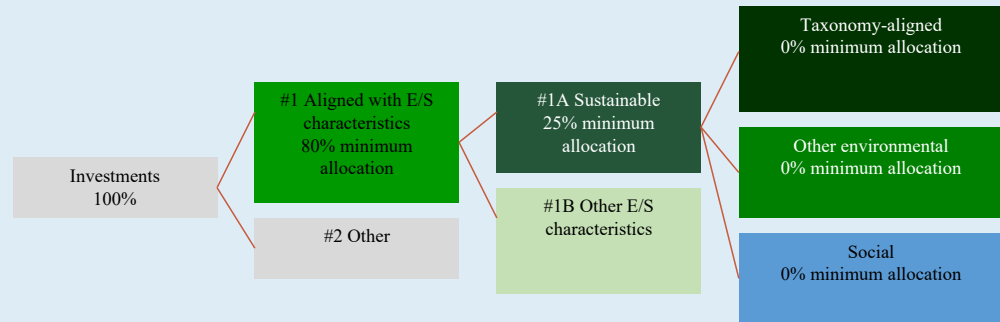 Investments
100%
#1 Aligned with E/S
characteristics
80% minimum
allocation
#2 Other
#1A Sustainable
25% minimum
allocation
#1B Other E/S
characteristics
Taxonomy-aligned
0% minimum allocation
Other environmental
0% minimum allocation
Social
0% minimum allocation